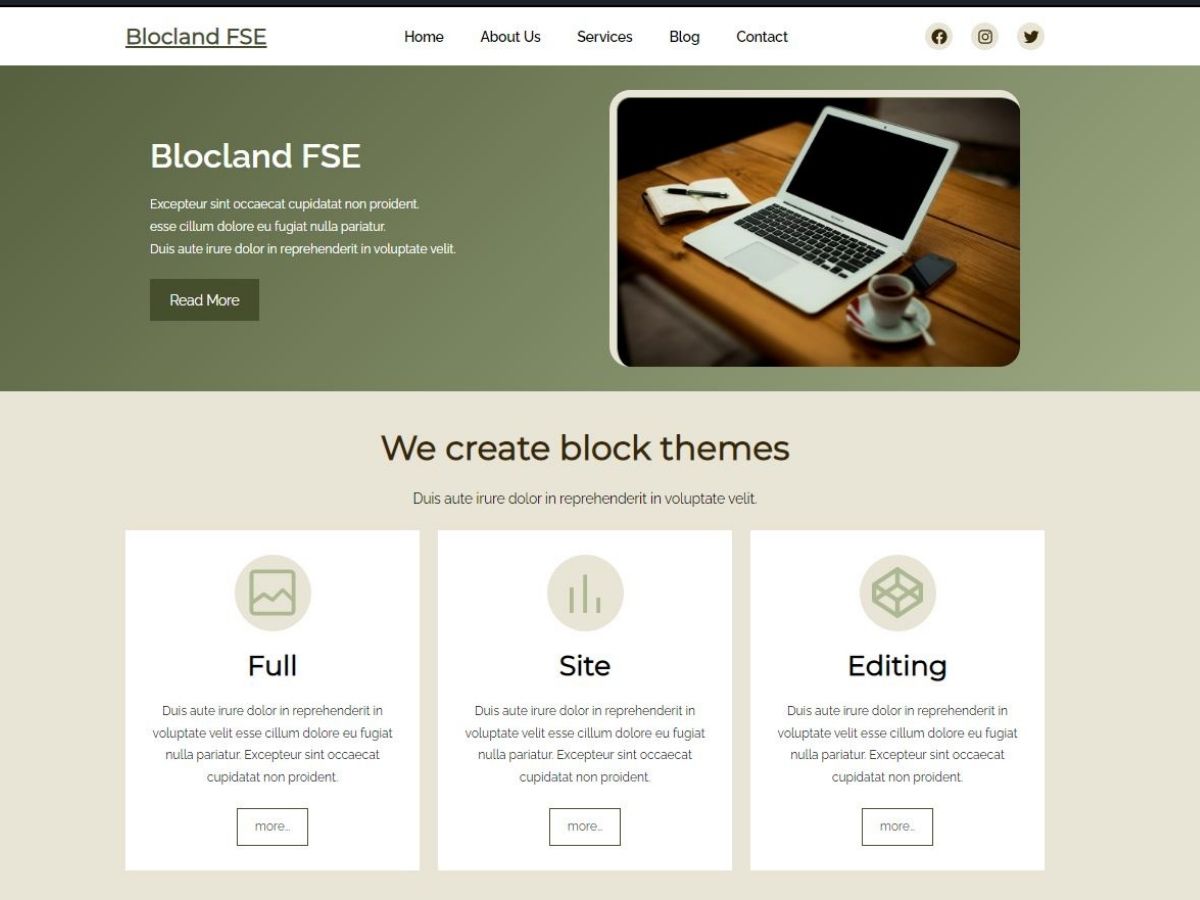 Blocland FSE
Home About Us Services Blog Contact
Blocland FSE
Excepteur sint occaecat cupidatat non proident.
esse cillum dolore eu fugiat nulla pariatur.
Duis aute irure dolor in reprehenderit in voluptate velit.
Read More
We create block themes
Duis aute irure dolor in reprehenderit in voluptate velit.
Full
Duis aute irure dolor in reprehenderit in
voluptate velit esse cillum dolore eu fugiat
nulla pariatur. Excepteur sint occaecat
cupidatat non proident.
more...
Site
Duis aute irure dolor in reprehenderit in
voluptate velit esse cillum dolore eu fugiat
nulla pariatur. Excepteur sint occaecat
cupidatat non proident.
more...
Editing
Duis aute irure dolor in reprehenderit in
voluptate velit esse cillum dolore eu fugiat
nulla pariatur. Excepteur sint occaecat
cupidatat non proident.
more...